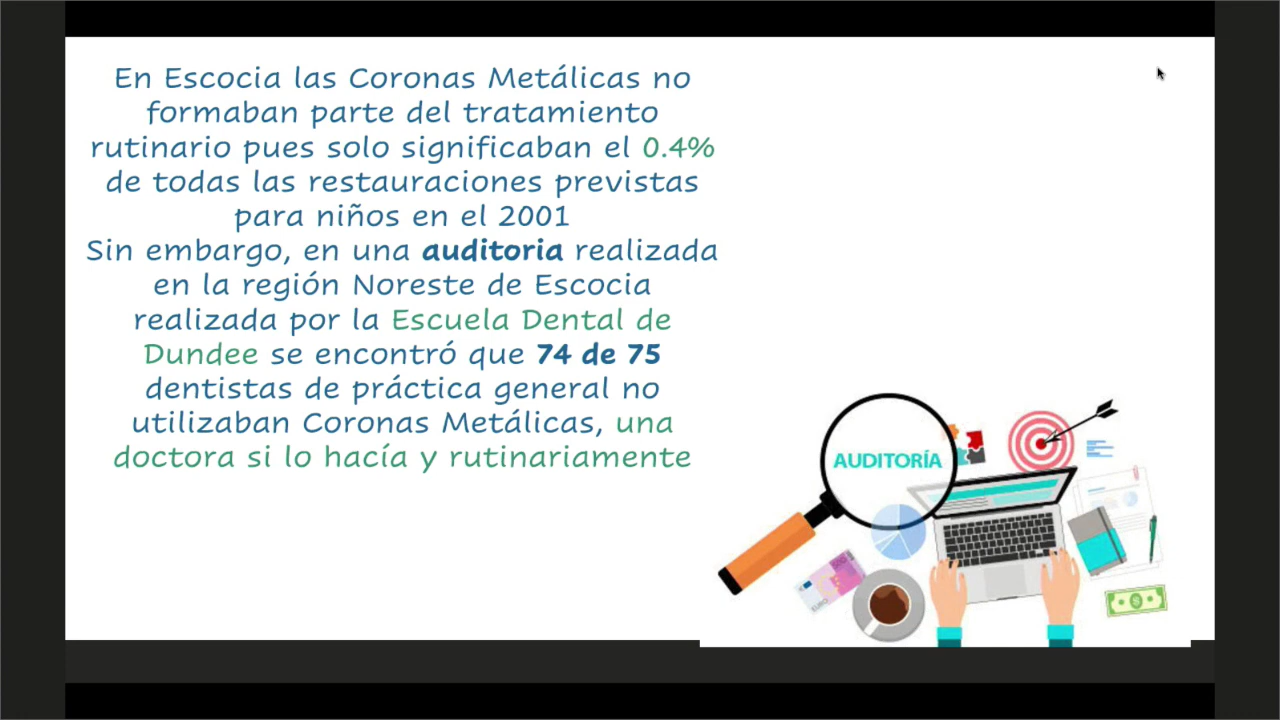 En Escocia las Coronas Metálicas no
formaban parte del tratamiento
rutinario pues solo significaban el 0.4%
de todas las restauraciones previstas
para niños en el 2001
Sin embargo, en una auditoria realizada
en la región Noreste de Escocia
realizada por la Escuela Dental de
Dundee se encontró que 74 de 75
dentistas de práctica general no
utilizaban Coronas Metálicas, una
doctora si lo hacía y rutinariamente
AUDITORÍA